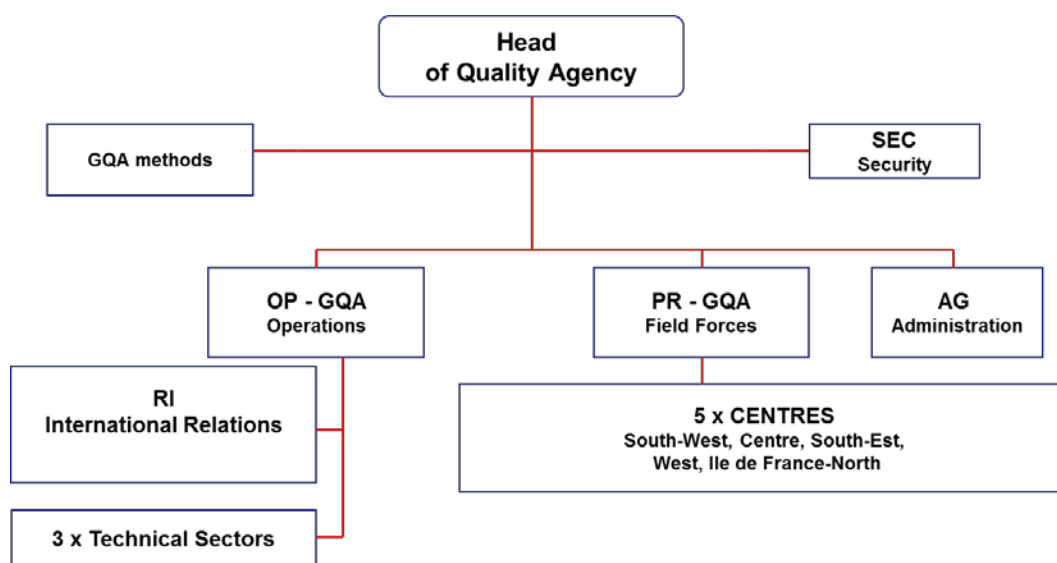 Head
of Quality Agency
GQA methods
SEC
Security
OP - GQA
Operations
PR - GQA
Field Forces
AG
Administration
RI
International Relations
5 x CENTRES
South-West, Centre, South-Est,
West, Ile de France-North
3 x Technical Sectors